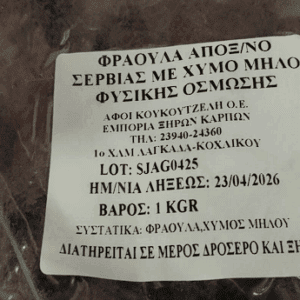 ΦΡΑΟΥΛΑ ΑΠΟΞ/ΝΟ
ΣΕΡΒΙΑΣ ΜΕ ΧΥΜΟ ΜΗΛΟ
ΦΥΣΙΚΗΣ ΟΣΜΩΣΗΣ
ΑΦΟΙ ΚΟΥΚΟΥΤΖΕΛΗ Ο.Ε.
ΕΜΠΟΡΙΑ ΞΗΡΩΝ ΚΑΡΠΩΝ
ΤΗΛ: 23940-24360
1ο ΧΛΜ ΛΑΓΚΑΔΑ-ΚΟΧΛΙΚΟΥ
LOT: SJAG0425
ΗΜ/ΝΙΑ ΛΗΞΕΩΣ: 23/04/2026
ΒΑΡΟΣ: 1 KGR
ΣΥΣΤΑΤΙΚΑ: ΦΡΑΟΥΛΑ,ΧΥΜΟΣ ΜΗΛΟΥ
ΔΙΑΤΗΡΕΙΤΑΙ ΣΕ ΜΕΡΟΣ ΔΡΟΣΕΡΟ ΚΑΙ ΞΗ